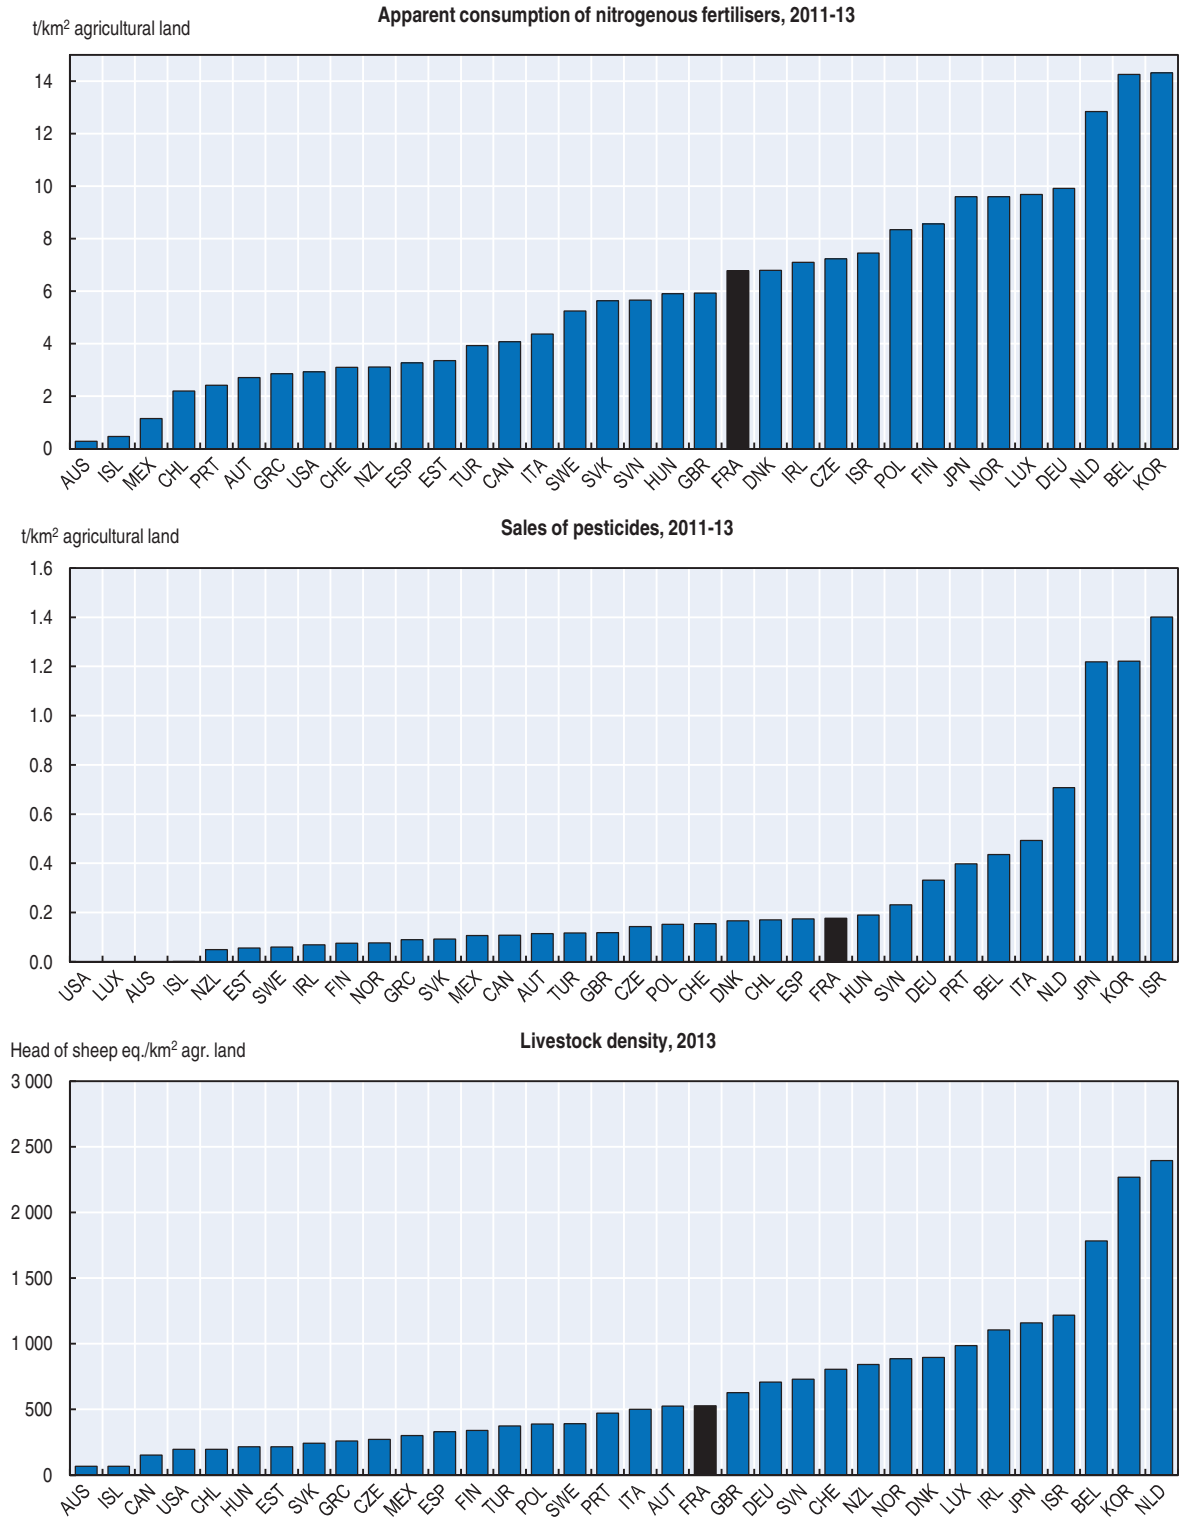 Apparent consumption of nitrogenous fertilisers, 2011-13
t/km² agricultural land
14
12
10
8
6
4
2
0
AUS ISL MEX CHL PRT AUT GRC USA CHE NZL ESP EST TUR CAN ITA SWE SVK SVN HUN GBR FRA DNK IRL CZE ISR POL FIN JPN NOR LUX DEU NLD BEL KOR
Sales of pesticides, 2011-13
t/km² agricultural land
1.6
1.4
1.2
1.0
0.8
0.6
0.4
0.2
0.0
USA LUX AUS ISL NZL EST SWE IRL FIN NOR GRC SVK MEX CAN AUT TUR GBR CZE POL CHE DNK CHL ESP FRA HUN SVN DEU PRT BEL ITA NLD JPN KOR ISR
Livestock density, 2013
Head of sheep eq./km² agr. land
3 000
2 500
2 000
1 500
1 000
500
0
AUS ISL CAN USA CHL HUN EST SVK GRC CZE MEX ESP FIN TUR POL SWE PRT ITA AUT FRA GBR DEU SVN CHE NZL NOR DNK LUX IRL JPN ISR BEL KOR NLD